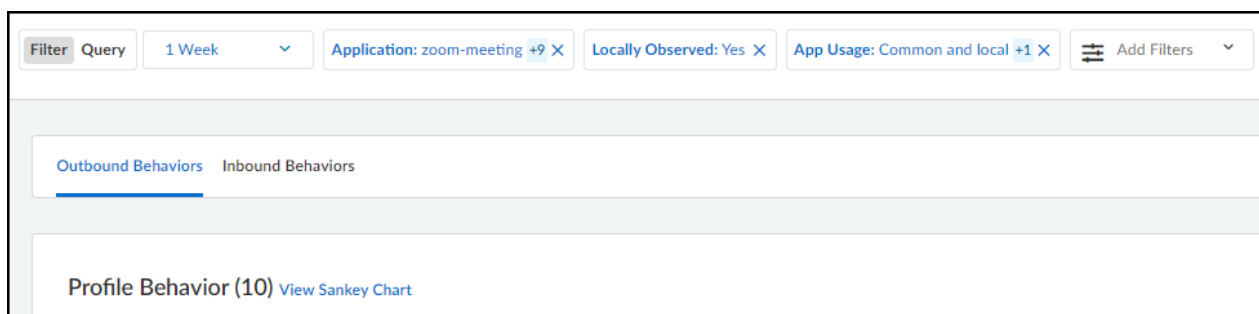 Filter Query 1 Week Application: zoom-meeting +9 Locally Observed: Yes App Usage: Common and local +1 Add Filters
Outbound Behaviors Inbound Behaviors
Profile Behavior (10) View Sankey Chart